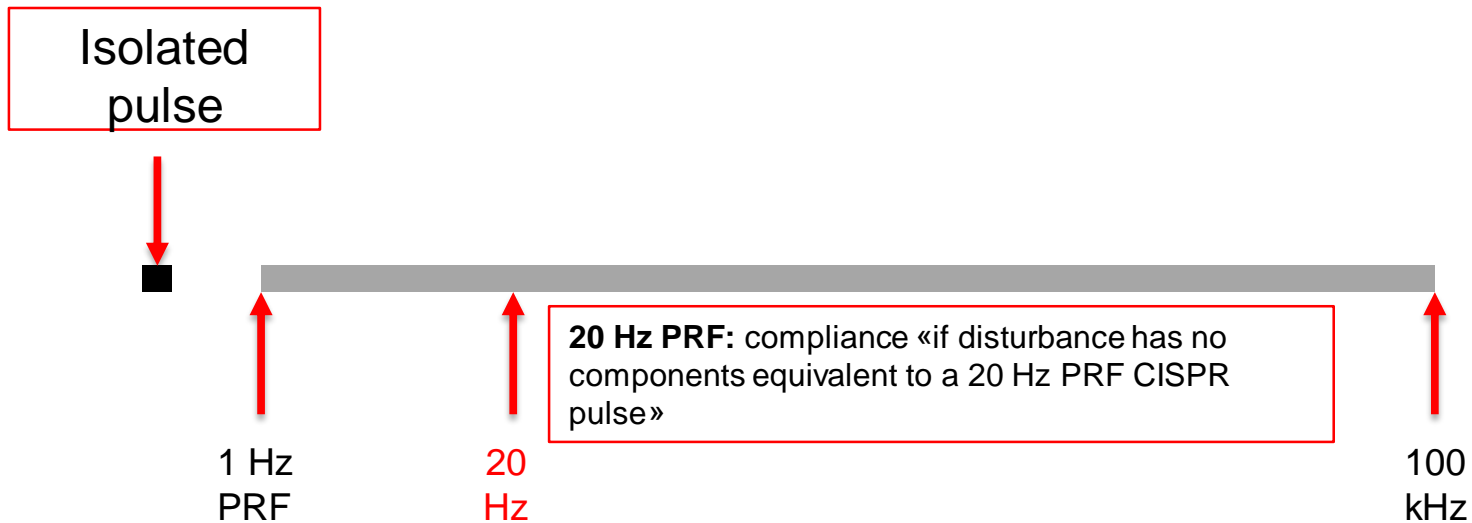 Isolated
pulse
20 Hz PRF: compliance «if disturbance has no
components equivalent to a 20 Hz PRF CISPR
pulse»
1 Hz
PRF
20
Hz
100
kHz